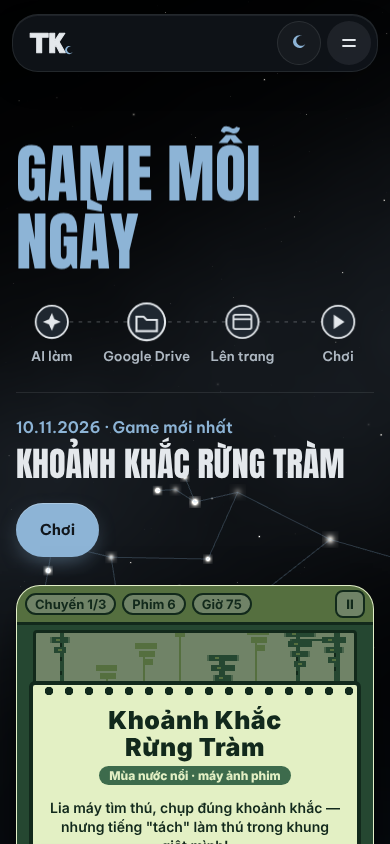 TK
GAME MỖI
NGÀY
AI làm
Google Drive
Lên trang
Chơi
10.11.2026 · Game mới nhất
KHOẢNH KHẮC RỪNG TRÀM
Chơi
Chuyến 1/3
Phim 6
Giờ 75
Khoảnh Khắc
Rừng Tràm
Mùa nước nổi · máy ảnh phim
Lia máy tìm thú, chụp đúng khoảnh khắc —
nhưng tiếng "tách" làm thú trong khung